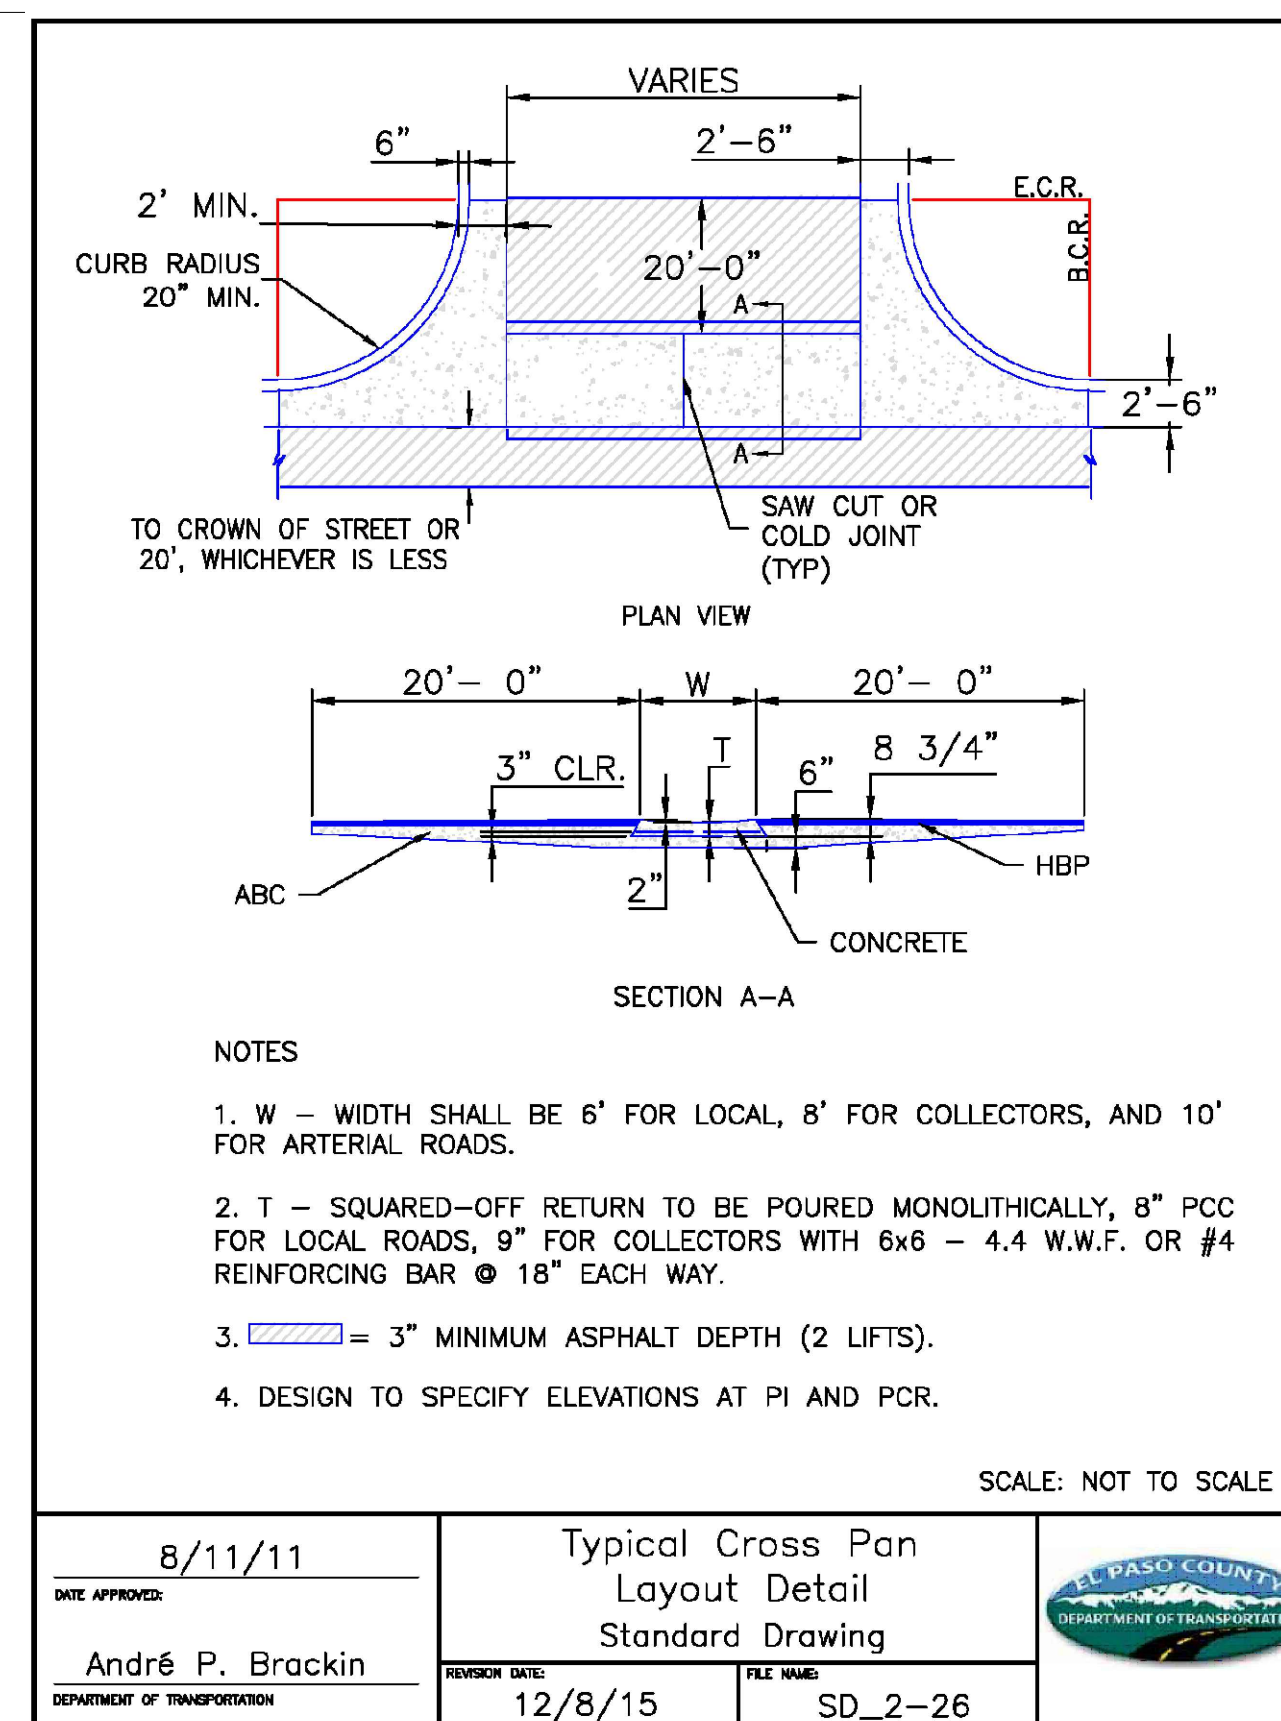 VARIES
6"
2'-6"
2' MIN.
E.C.R.
B.C.R.
CURB RADIUS
20" MIN.
20'-0"
A
2'-6"
A
SAW CUT OR
COLD JOINT
(TYP)
TO CROWN OF STREET OR
20', WHICHEVER IS LESS
PLAN VIEW
20'- 0"
W
20'- 0"
3" CLR.
T
6"
8 3/4"
ABC
2"
HBP
CONCRETE
SECTION A-A
NOTES
1. W - WIDTH SHALL BE 6' FOR LOCAL, 8' FOR COLLECTORS, AND 10'
FOR ARTERIAL ROADS.
2. T - SQUARED-OFF RETURN TO BE POURED MONOLITHICALLY, 8" PCC
FOR LOCAL ROADS, 9" FOR COLLECTORS WITH 6x6 - 4.4 W.W.F. OR #4
REINFORCING BAR @ 18" EACH WAY.
3. = 3" MINIMUM ASPHALT DEPTH (2 LIFTS).
4. DESIGN TO SPECIFY ELEVATIONS AT PI AND PCR.
SCALE: NOT TO SCALE
8/11/11
DATE APPROVED:
André P. Brackin
DEPARTMENT OF TRANSPORTATION
Typical Cross Pan
Layout Detail
Standard Drawing
REVISION DATE:
12/8/15
FILE NAME:
SD_2-26
EL PASO COUNTY
DEPARTMENT OF TRANSPORTATI